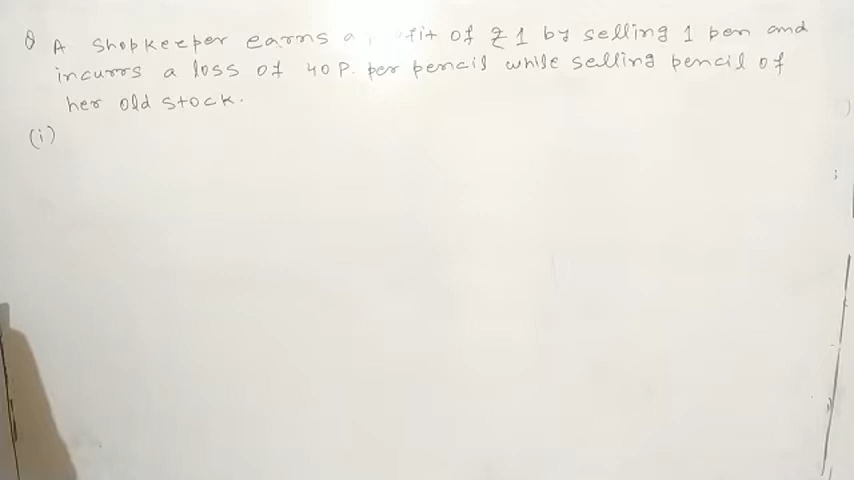 Q A shopkeeper earns a fit of ₹1 by selling 1 pen and
incurrs a loss of 40 P. per pencil while selling pencil of
her old stock.
(i)